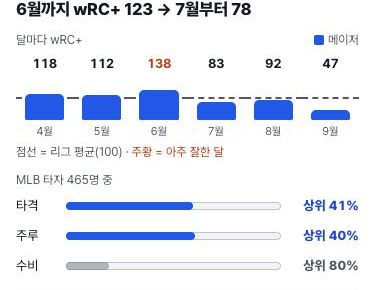 6월까지 wRC+ 123 → 7월부터 78
달마다 wRC+ 메이저
118 112 138 83 92 47
4월 5월 6월 7월 8월 9월
점선 = 리그 평균(100) · 주황 = 아주 잘한 달
MLB 타자 465명 중
타격 상위 41%
주루 상위 40%
수비 상위 80%